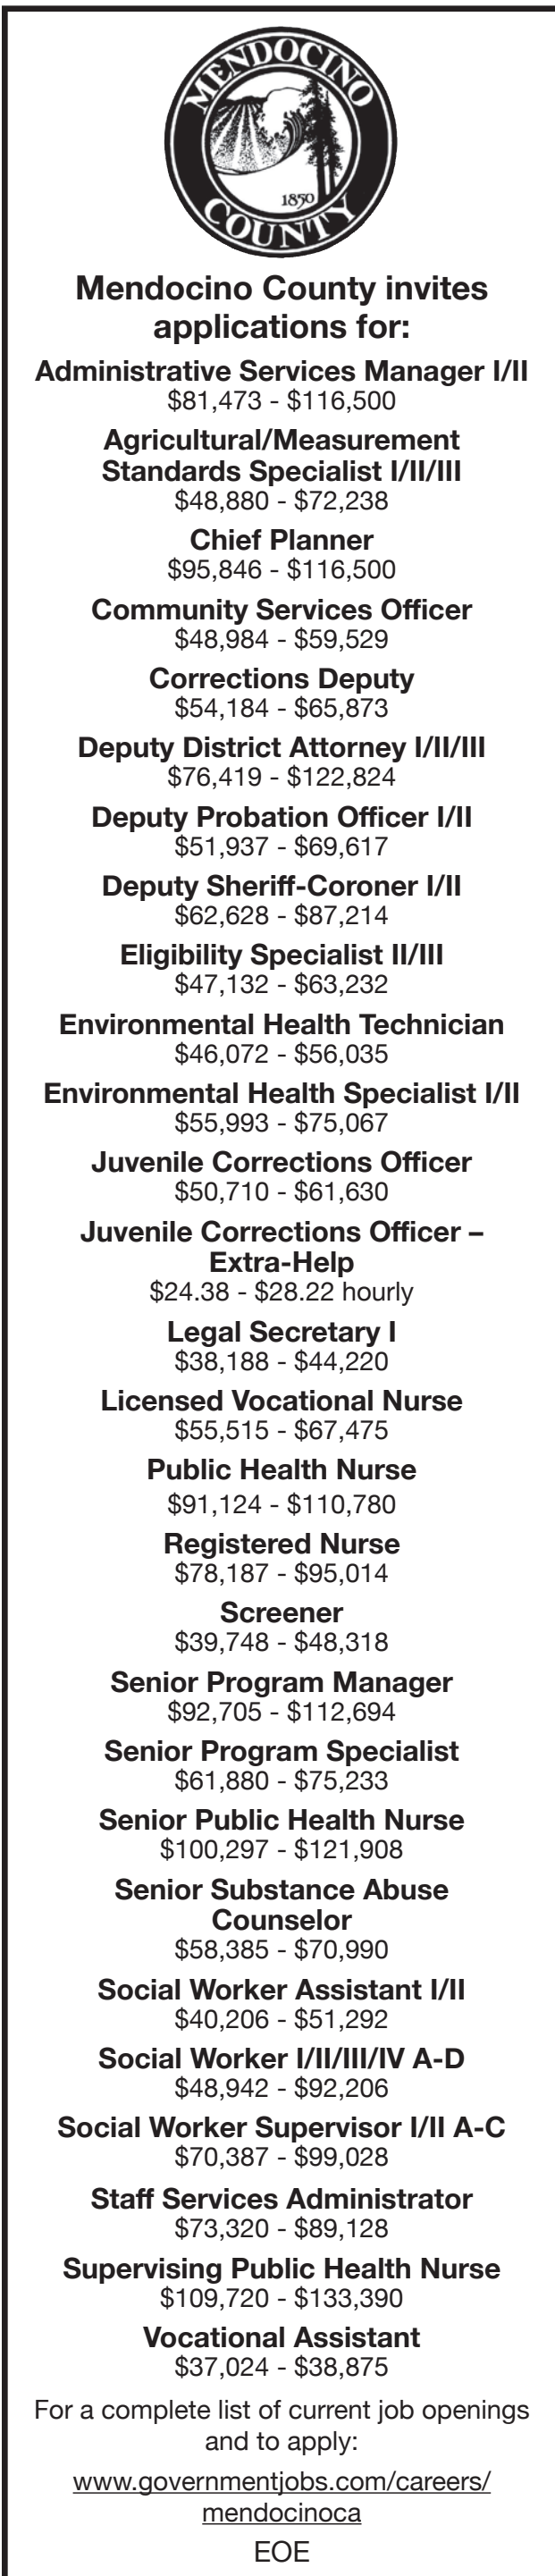 MENDOCINO
1850
COUNTY
Mendocino County invites
applications for:
Administrative Services Manager I/II
$81,473 - $116,500
Agricultural/Measurement
Standards Specialist I/II/III
$48,880 - $72,238
Chief Planner
$95,846 - $116,500
Community Services Officer
$48,984 - $59,529
Corrections Deputy
$54,184 - $65,873
Deputy District Attorney I/II/III
$76,419 - $122,824
Deputy Probation Officer I/II
$51,937 - $69,617
Deputy Sheriff-Coroner I/II
$62,628 - $87,214
Eligibility Specialist II/III
$47,132 - $63,232
Environmental Health Technician
$46,072 - $56,035
Environmental Health Specialist I/II
$55,993 - $75,067
Juvenile Corrections Officer
$50,710 - $61,630
Juvenile Corrections Officer –
Extra-Help
$24.38 - $28.22 hourly
Legal Secretary I
$38,188 - $44,220
Licensed Vocational Nurse
$55,515 - $67,475
Public Health Nurse
$91,124 - $110,780
Registered Nurse
$78,187 - $95,014
Screener
$39,748 - $48,318
Senior Program Manager
$92,705 - $112,694
Senior Program Specialist
$61,880 - $75,233
Senior Public Health Nurse
$100,297 - $121,908
Senior Substance Abuse
Counselor
$58,385 - $70,990
Social Worker Assistant I/II
$40,206 - $51,292
Social Worker I/II/III/IV A-D
$48,942 - $92,206
Social Worker Supervisor I/II A-C
$70,387 - $99,028
Staff Services Administrator
$73,320 - $89,128
Supervising Public Health Nurse
$109,720 - $133,390
Vocational Assistant
$37,024 - $38,875
For a complete list of current job openings
and to apply:
www.governmentjobs.com/careers/
mendocinoca
EOE